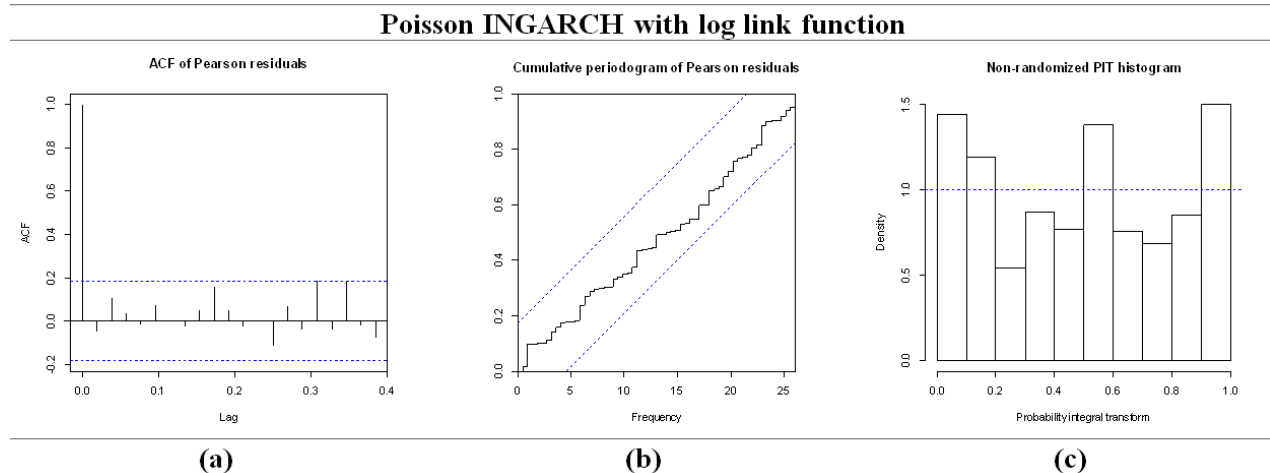 Poisson INGARCH with log link function
ACF of Pearson residuals
ACF
1.0
0.8
0.6
0.4
0.2
0.0
-0.2
0.0 0.1 0.2 0.3 0.4
Lag
(a)
Cumulative periodogram of Pearson residuals
1.0
0.8
0.6
0.4
0.2
0.0
0 5 10 15 20 25
Frequency
(b)
Non-randomized PIT histogram
Density
1.5
1.0
0.5
0.0
0.0 0.2 0.4 0.6 0.8 1.0
Probability integral transform
(c)